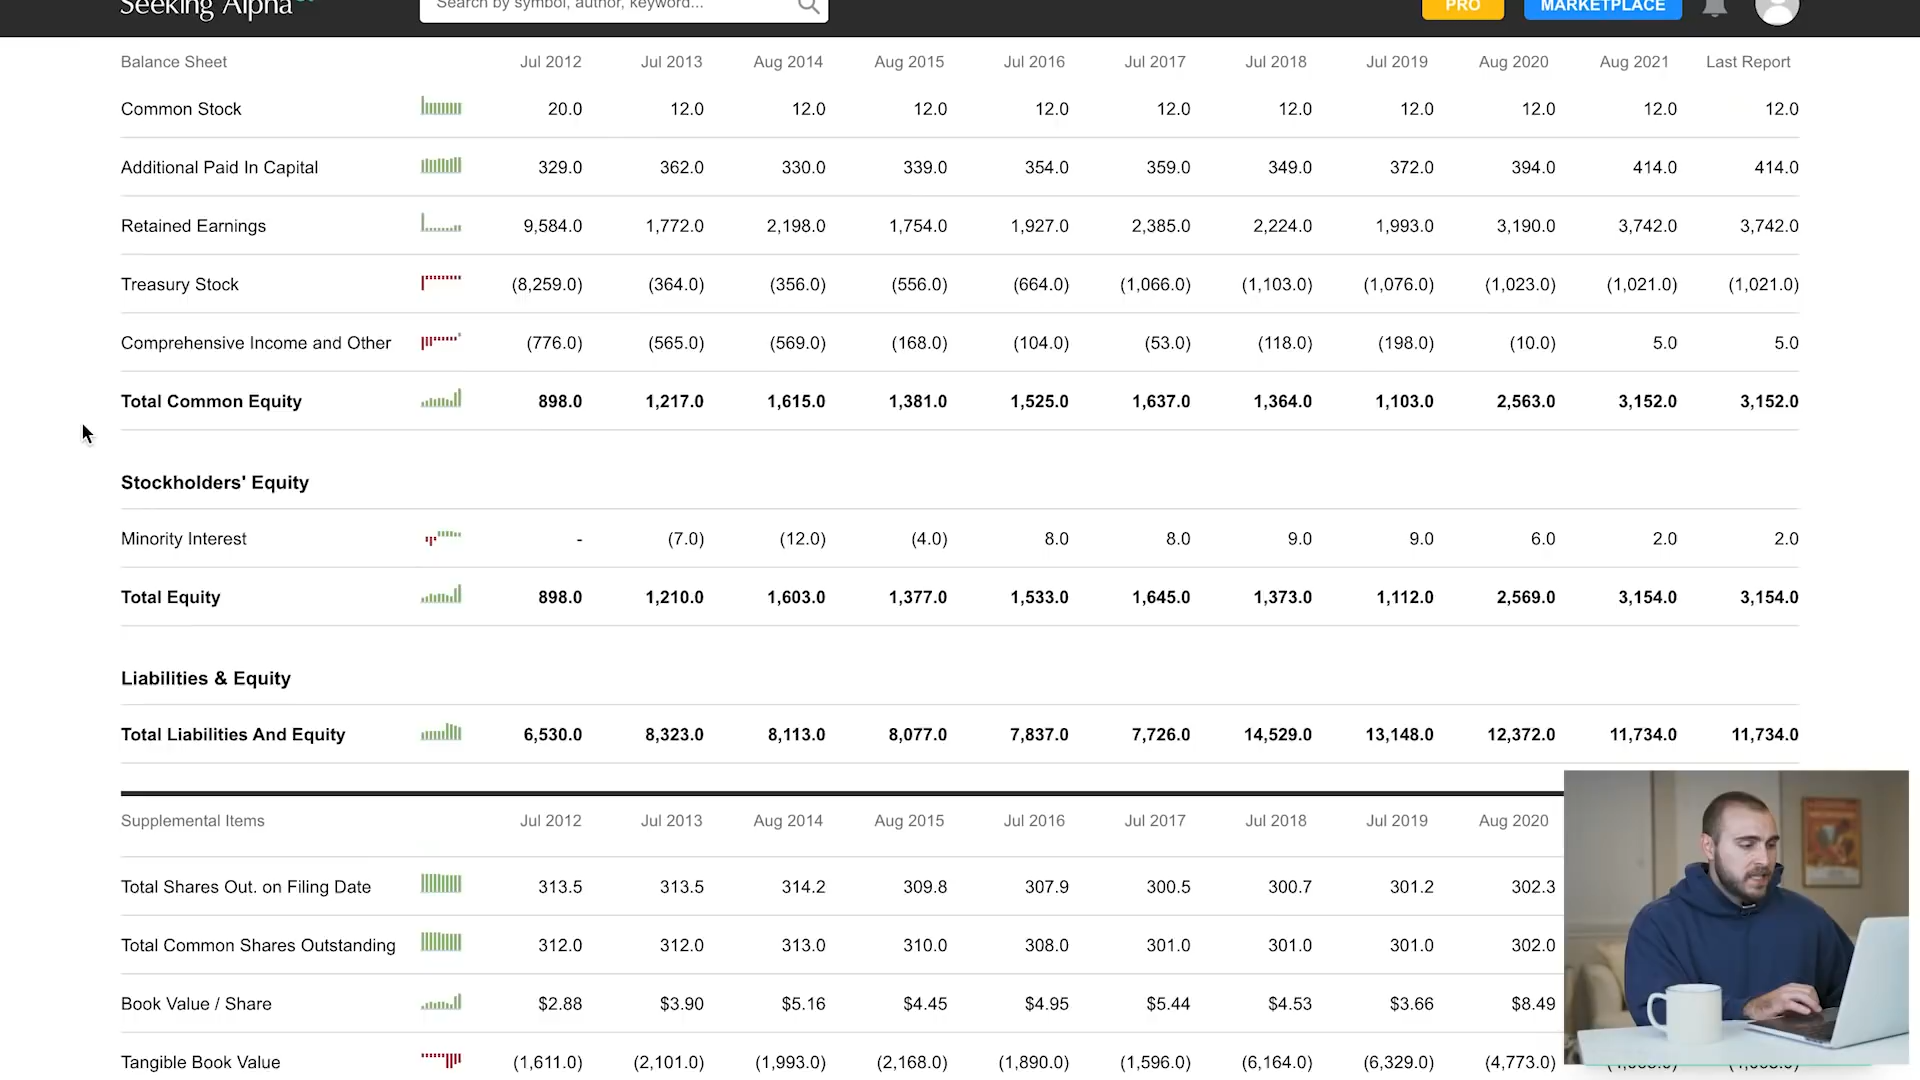 Seeking Alpha
Search by symbol, author, keyword...
PRO
MARKETPLACE
Balance Sheet Jul 2012 Jul 2013 Aug 2014 Aug 2015 Jul 2016 Jul 2017 Jul 2018 Jul 2019 Aug 2020 Aug 2021 Last Report
Common Stock 20.0 12.0 12.0 12.0 12.0 12.0 12.0 12.0 12.0 12.0 12.0
Additional Paid In Capital 329.0 362.0 330.0 339.0 354.0 359.0 349.0 372.0 394.0 414.0 414.0
Retained Earnings 9,584.0 1,772.0 2,198.0 1,754.0 1,927.0 2,385.0 2,224.0 1,993.0 3,190.0 3,742.0 3,742.0
Treasury Stock (8,259.0) (364.0) (356.0) (556.0) (664.0) (1,066.0) (1,103.0) (1,076.0) (1,023.0) (1,021.0) (1,021.0)
Comprehensive Income and Other (776.0) (565.0) (569.0) (168.0) (104.0) (53.0) (118.0) (198.0) (10.0) 5.0 5.0
Total Common Equity 898.0 1,217.0 1,615.0 1,381.0 1,525.0 1,637.0 1,364.0 1,103.0 2,563.0 3,152.0 3,152.0
Stockholders' Equity
Minority Interest - (7.0) (12.0) (4.0) 8.0 8.0 9.0 9.0 6.0 2.0 2.0
Total Equity 898.0 1,210.0 1,603.0 1,377.0 1,533.0 1,645.0 1,373.0 1,112.0 2,569.0 3,154.0 3,154.0
Liabilities & Equity
Total Liabilities And Equity 6,530.0 8,323.0 8,113.0 8,077.0 7,837.0 7,726.0 14,529.0 13,148.0 12,372.0 11,734.0 11,734.0
Supplemental Items Jul 2012 Jul 2013 Aug 2014 Aug 2015 Jul 2016 Jul 2017 Jul 2018 Jul 2019 Aug 2020
Total Shares Out. on Filing Date 313.5 313.5 314.2 309.8 307.9 300.5 300.7 301.2 302.3
Total Common Shares Outstanding 312.0 312.0 313.0 310.0 308.0 301.0 301.0 301.0 302.0
Book Value / Share $2.88 $3.90 $5.16 $4.45 $4.95 $5.44 $4.53 $3.66 $8.49
Tangible Book Value (1,611.0) (2,101.0) (1,993.0) (2,168.0) (1,890.0) (1,596.0) (6,164.0) (6,329.0) (4,773.0)